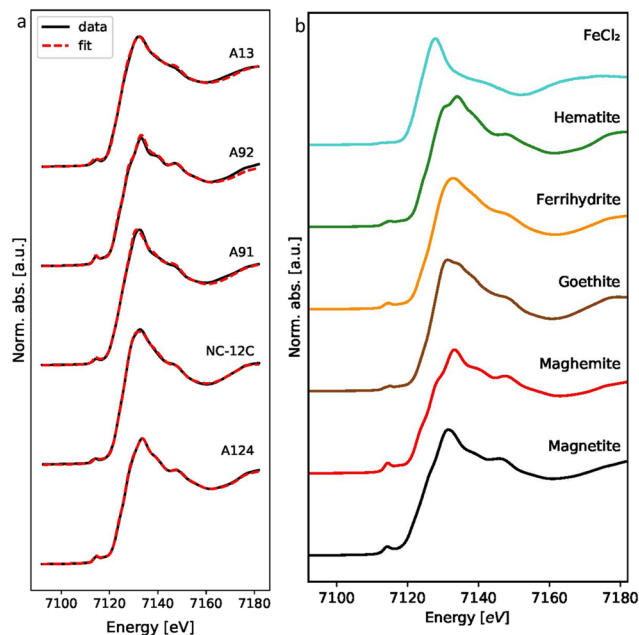 a
data
fit
A13
A92
A91
NC-12C
A124
Norm. abs. [a.u.]
7100 7120 7140 7160 7180
Energy [eV]
b
FeCl₂
Hematite
Ferrihydrite
Goethite
Maghemite
Magnetite
Norm. abs. [a.u.]
7100 7120 7140 7160 7180
Energy [eV]